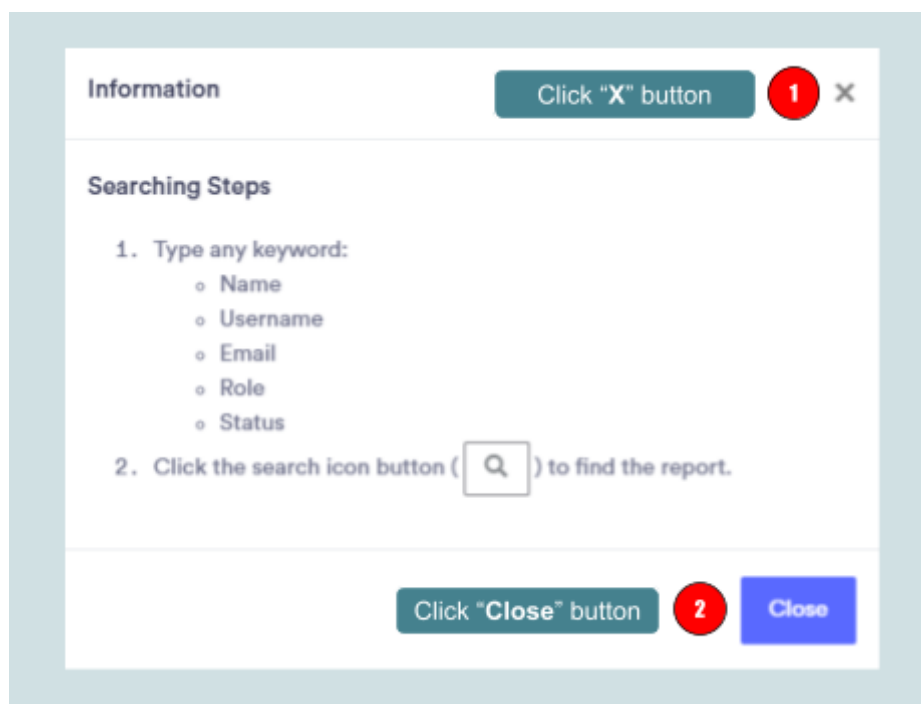 Information
Click “X” button
1
×
Searching Steps
1. Type any keyword:
◦ Name
◦ Username
◦ Email
◦ Role
◦ Status
2. Click the search icon button ( ) to find the report.
Click “Close” button
2
Close